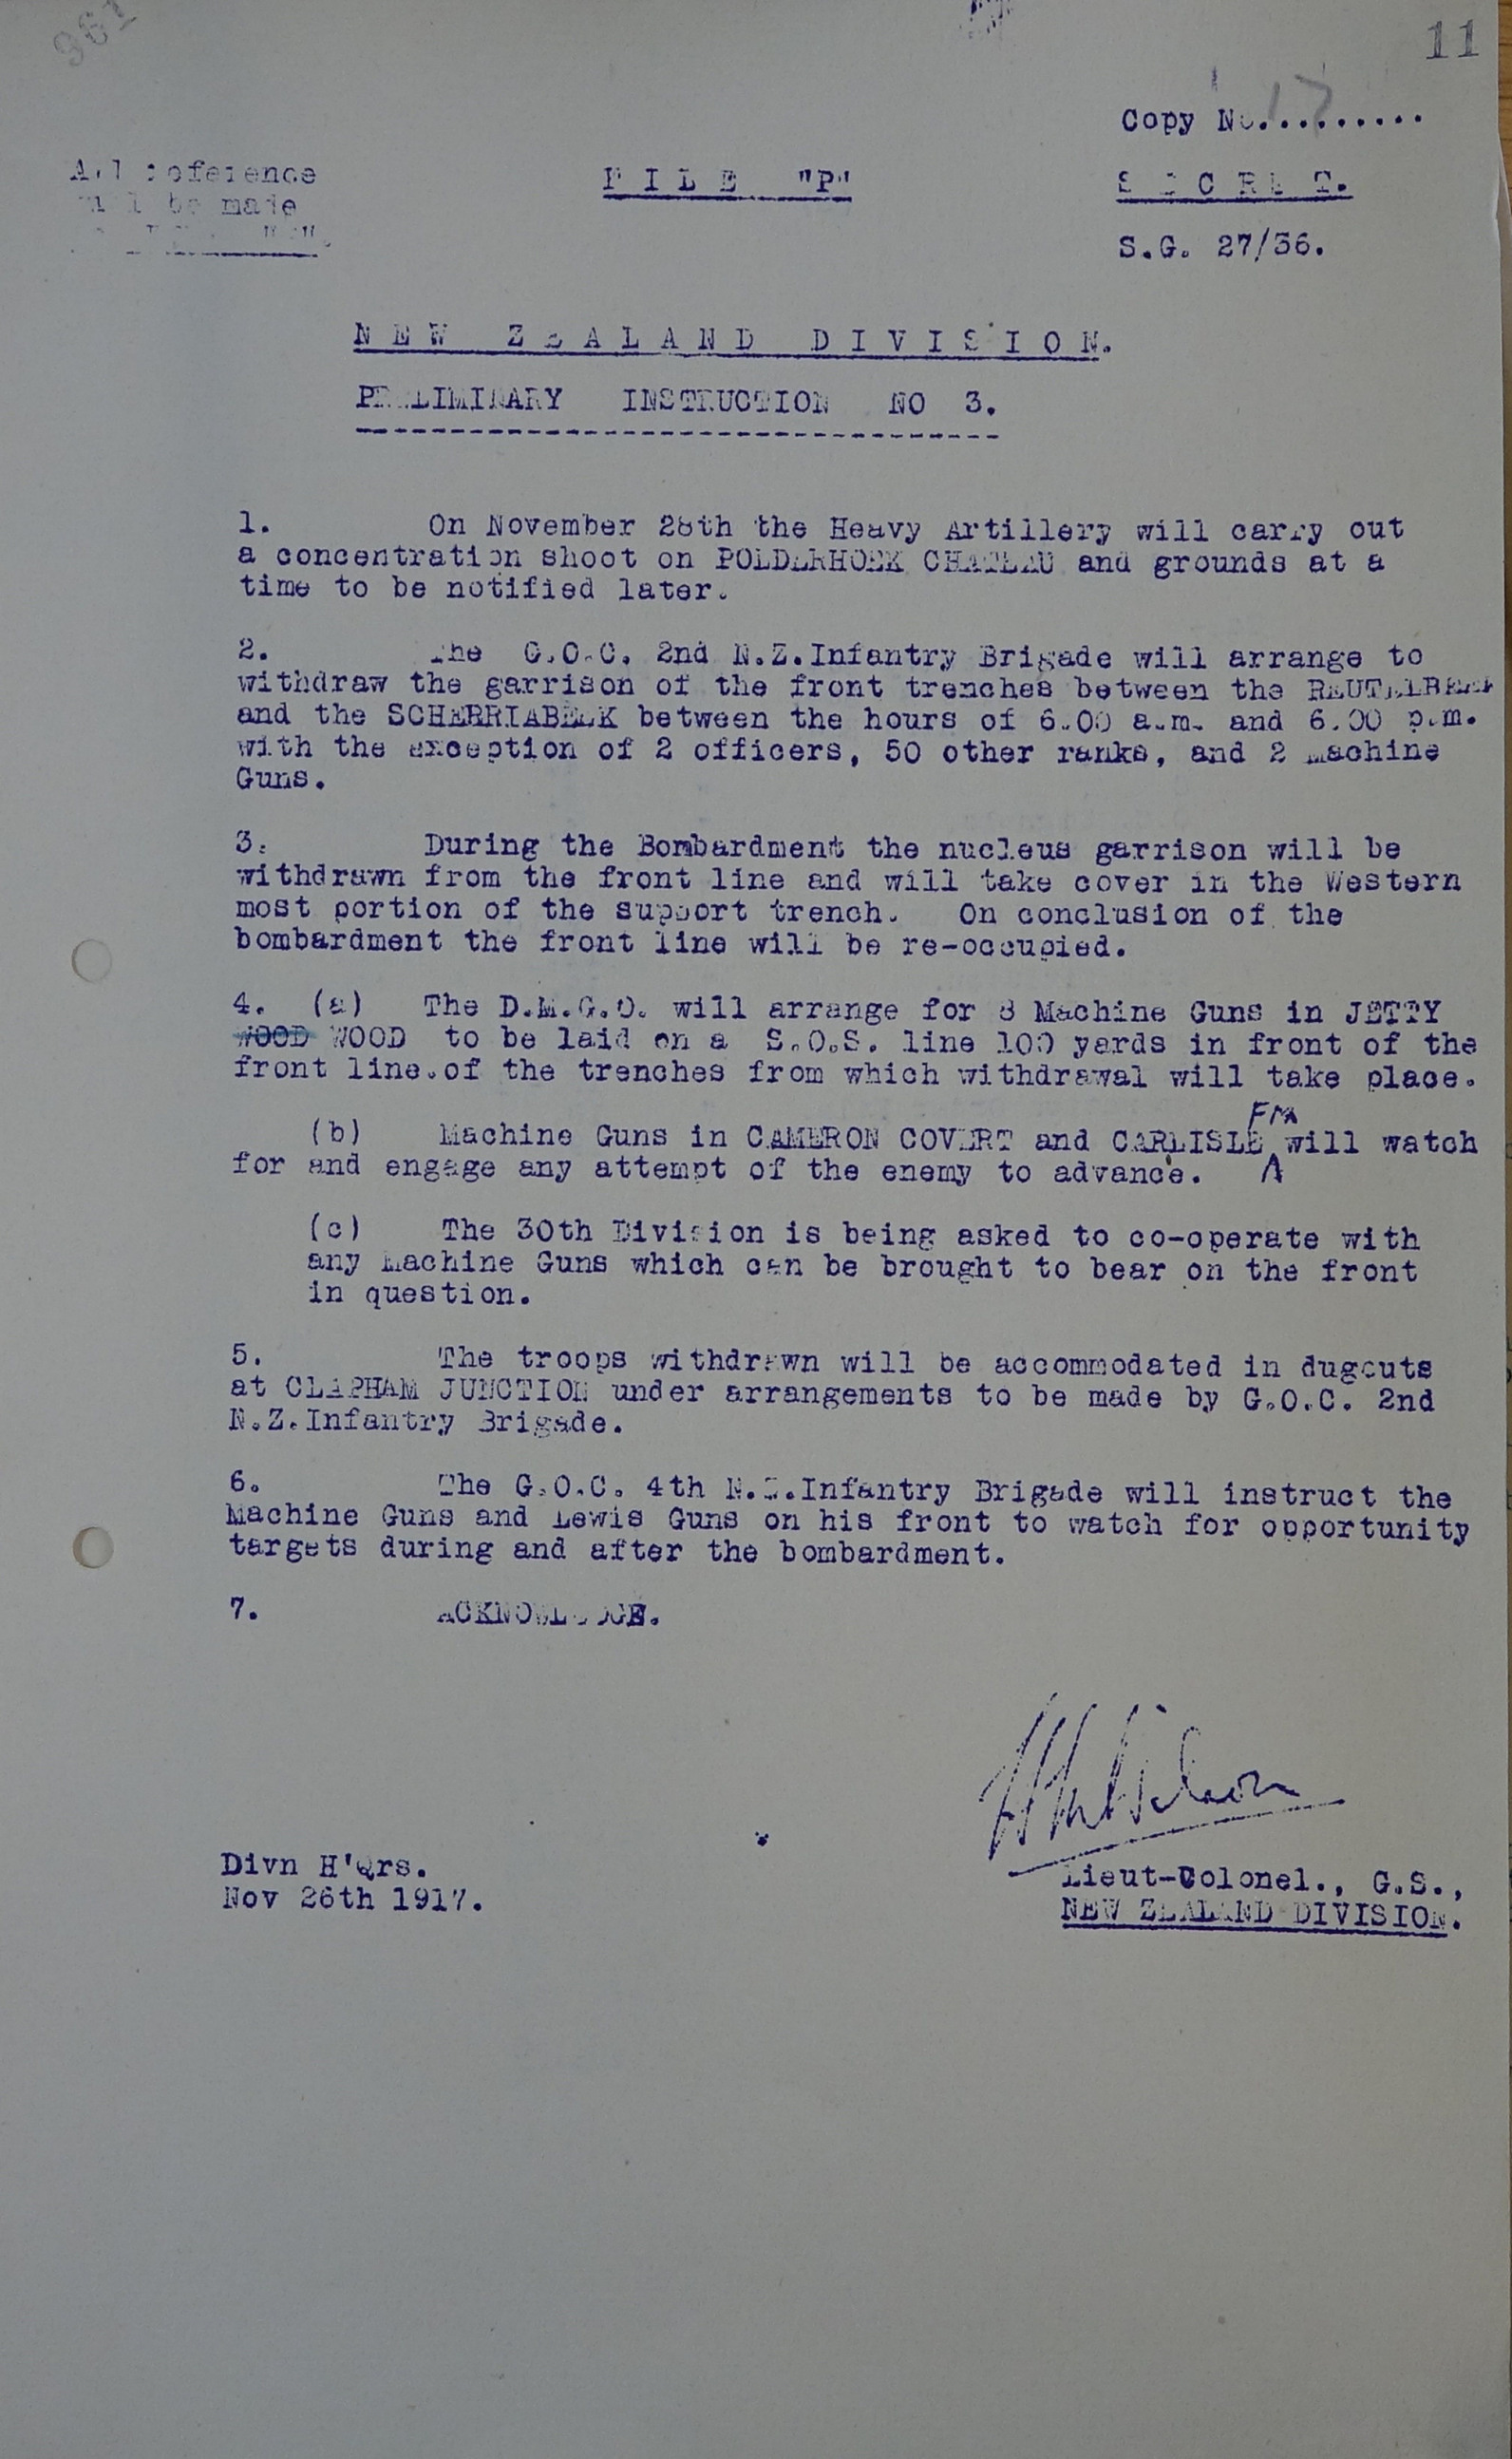 361
11
Copy No. 17.........
All reference
will be made
FILE "P"
SECRET.
S.G. 27/36.
NEW ZEALAND DIVISION.
PRELIMINARY INSTRUCTION NO 3.
1. On November 28th the Heavy Artillery will carry out
a concentration shoot on POLDERHOEK CHATEAU and grounds at a
time to be notified later.
2. The G.O.C. 2nd N.Z.Infantry Brigade will arrange to
withdraw the garrison of the front trenches between the REUTELBEEK
and the SCHERRIABEEK between the hours of 6.00 a.m. and 6.00 p.m.
with the exception of 2 officers, 50 other ranks, and 2 Machine
Guns.
3. During the Bombardment the nucleus garrison will be
withdrawn from the front line and will take cover in the Western
most portion of the support trench. On conclusion of the
bombardment the front line will be re-occupied.
4. (a) The D.M.G.O. will arrange for 8 Machine Guns in JETTY
WOOD WOOD to be laid on a S.O.S. line 100 yards in front of the
front line.of the trenches from which withdrawal will take place.
FM
(b) Machine Guns in CAMERON COVERT and CARLISLE will watch
for and engage any attempt of the enemy to advance.
(c) The 30th Division is being asked to co-operate with
any Machine Guns which can be brought to bear on the front
in question.
5. The troops withdrawn will be accommodated in dugouts
at CLAPHAM JUNCTION under arrangements to be made by G.O.C. 2nd
N.Z.Infantry Brigade.
6. The G.O.C. 4th N.Z.Infantry Brigade will instruct the
Machine Guns and Lewis Guns on his front to watch for opportunity
targets during and after the bombardment.
7. ACKNOWLEDGE.
Divn H'Qrs.
Nov 26th 1917.
Lieut-Colonel., G.S.,
NEW ZEALAND DIVISION.